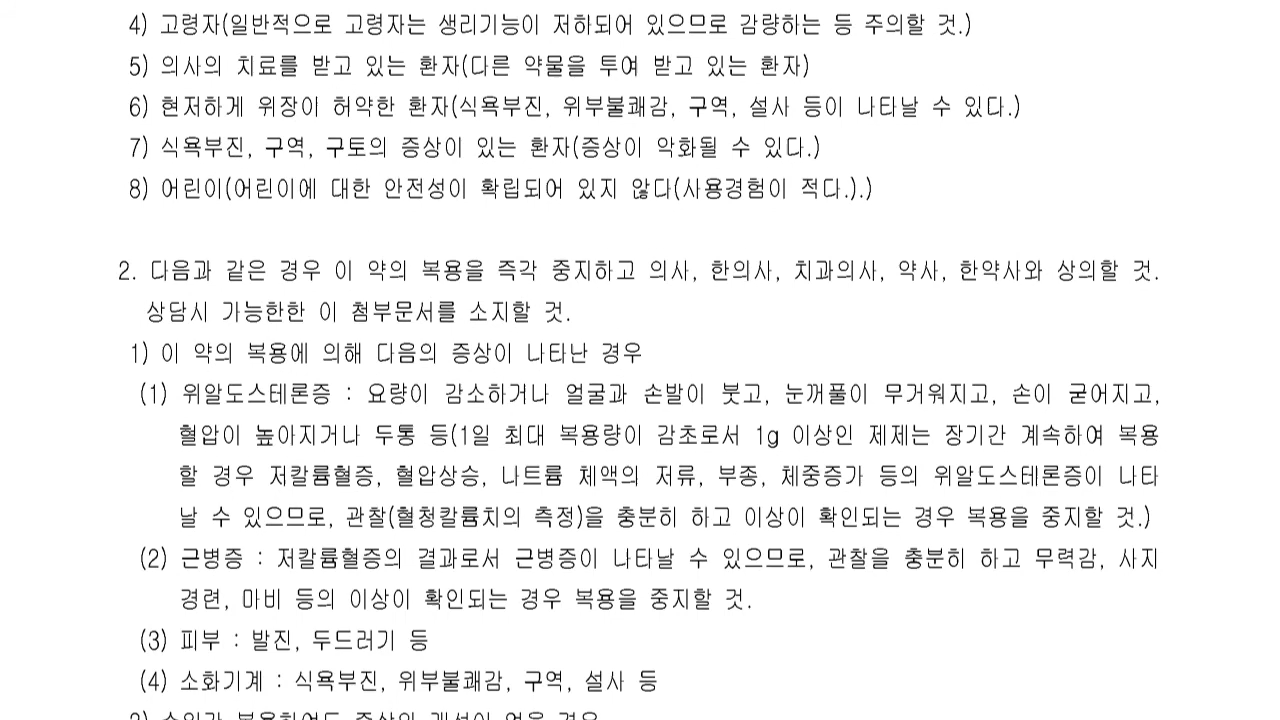 4) 고령자(일반적으로 고령자는 생리기능이 저하되어 있으므로 감량하는 등 주의할 것.)
5) 의사의 치료를 받고 있는 환자(다른 약물을 투여 받고 있는 환자)
6) 현저하게 위장이 허약한 환자(식욕부진, 위부불쾌감, 구역, 설사 등이 나타날 수 있다.)
7) 식욕부진, 구역, 구토의 증상이 있는 환자(증상이 악화될 수 있다.)
8) 어린이(어린이에 대한 안전성이 확립되어 있지 않다(사용경험이 적다.).)
2. 다음과 같은 경우 이 약의 복용을 즉각 중지하고 의사, 한의사, 치과의사, 약사, 한약사와 상의할 것.
상담시 가능한한 이 첨부문서를 소지할 것.
1) 이 약의 복용에 의해 다음의 증상이 나타난 경우
(1) 위알도스테론증 : 요량이 감소하거나 얼굴과 손발이 붓고, 눈꺼풀이 무거워지고, 손이 굳어지고,
혈압이 높아지거나 두통 등(1일 최대 복용량이 감초로서 1g 이상인 제제는 장기간 계속하여 복용
할 경우 저칼륨혈증, 혈압상승, 나트륨 체액의 저류, 부종, 체중증가 등의 위알도스테론증이 나타
날 수 있으므로, 관찰(혈청칼륨치의 측정)을 충분히 하고 이상이 확인되는 경우 복용을 중지할 것.)
(2) 근병증 : 저칼륨혈증의 결과로서 근병증이 나타날 수 있으므로, 관찰을 충분히 하고 무력감, 사지
경련, 마비 등의 이상이 확인되는 경우 복용을 중지할 것.
(3) 피부 : 발진, 두드러기 등
(4) 소화기계 : 식욕부진, 위부불쾌감, 구역, 설사 등